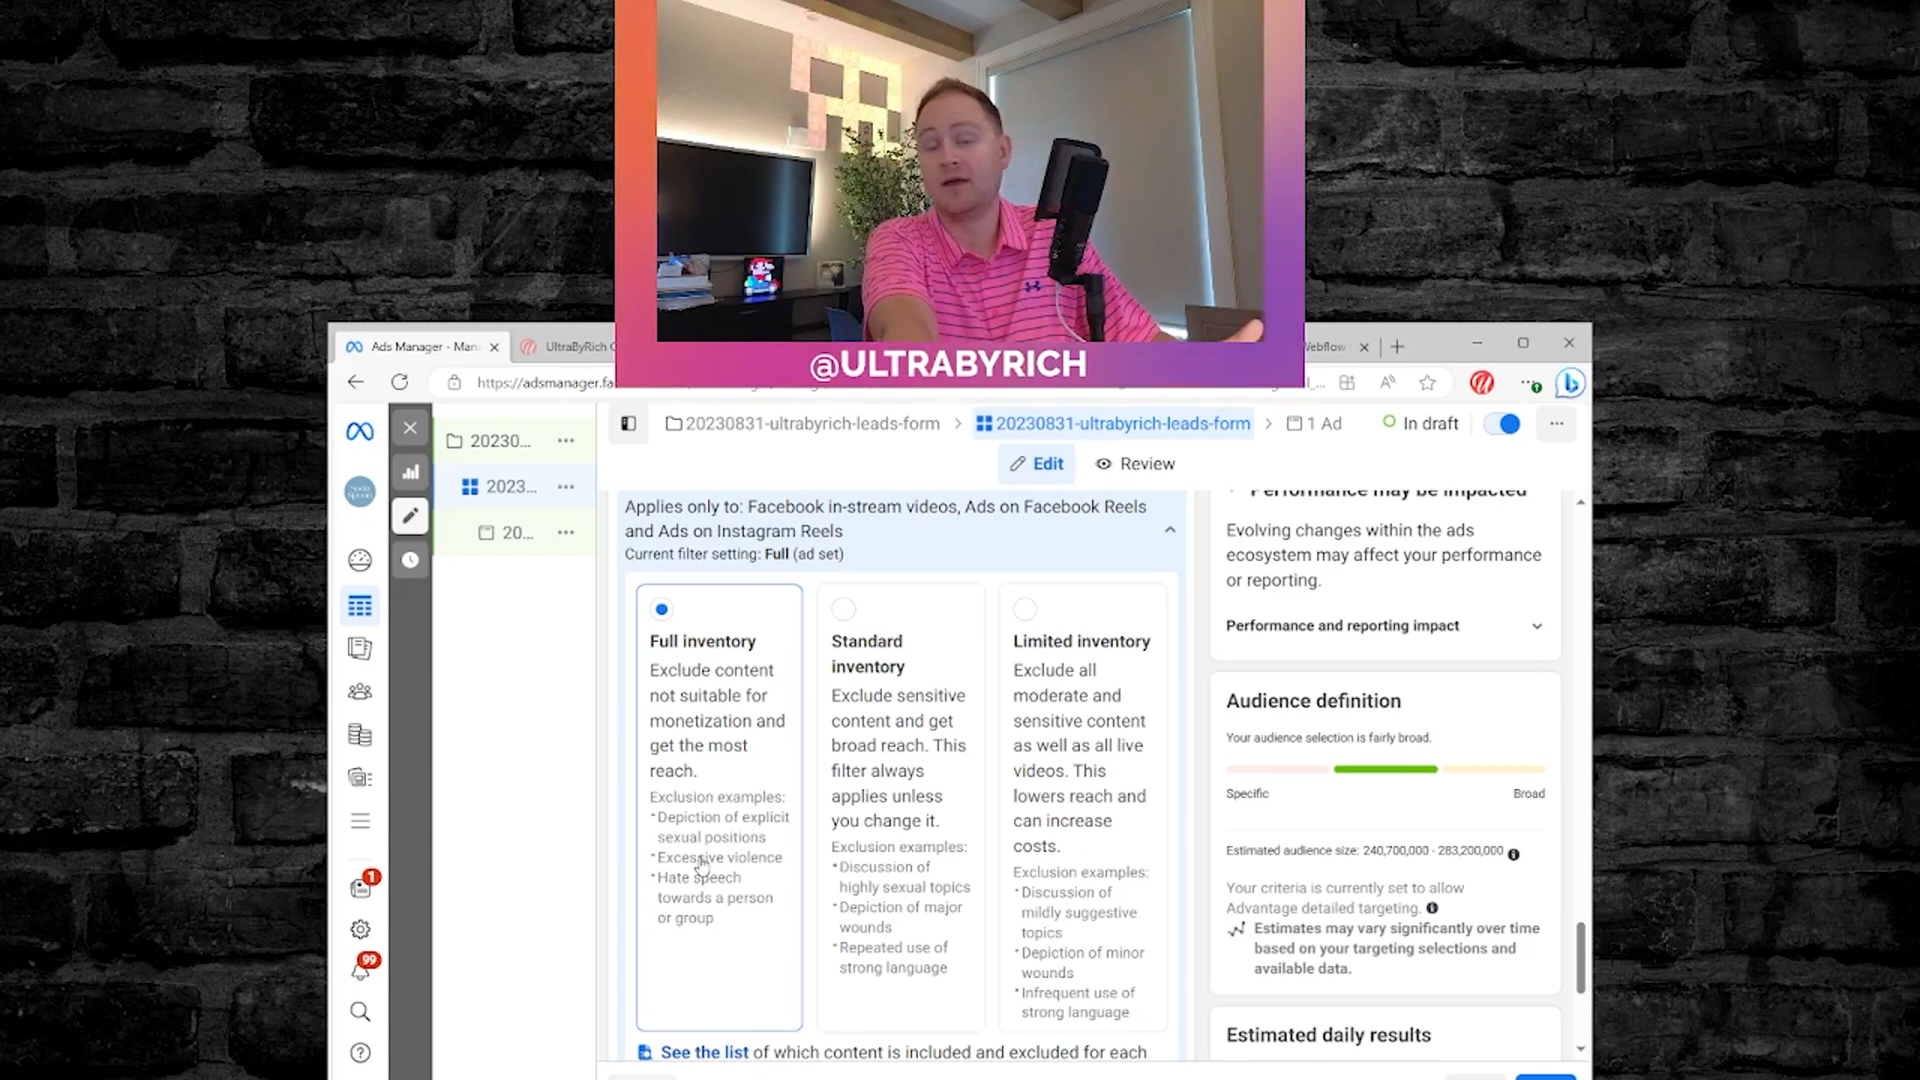 @ULTRABYRICH
Ads Manager - Man
UltraByRich
Webflow
https://adsmanager.fa
20230831-ultrabyrich-leads-form
20230831-ultrabyrich-leads-form
1 Ad
In draft
Edit
Review
20230...
2023...
20...
Applies only to: Facebook in-stream videos, Ads on Facebook Reels
and Ads on Instagram Reels
Current filter setting: Full (ad set)
Full inventory
Exclude content
not suitable for
monetization and
get the most
reach.
Exclusion examples:
Depiction of explicit
sexual positions
Excessive violence
Hate speech
towards a person
or group
Standard
inventory
Exclude sensitive
content and get
broad reach. This
filter always
applies unless
you change it.
Exclusion examples:
Discussion of
highly sexual topics
Depiction of major
wounds
Repeated use of
strong language
Limited inventory
Exclude all
moderate and
sensitive content
as well as all live
videos. This
lowers reach and
can increase
costs.
Exclusion examples:
Discussion of
mildly suggestive
topics
Depiction of minor
wounds
Infrequent use of
strong language
See the list of which content is included and excluded for each
Performance may be impacted
Evolving changes within the ads
ecosystem may affect your performance
or reporting.
Performance and reporting impact
Audience definition
Your audience selection is fairly broad.
Specific
Broad
Estimated audience size: 240,700,000 - 283,200,000
Your criteria is currently set to allow
Advantage detailed targeting.
Estimates may vary significantly over time
based on your targeting selections and
available data.
Estimated daily results
1
99